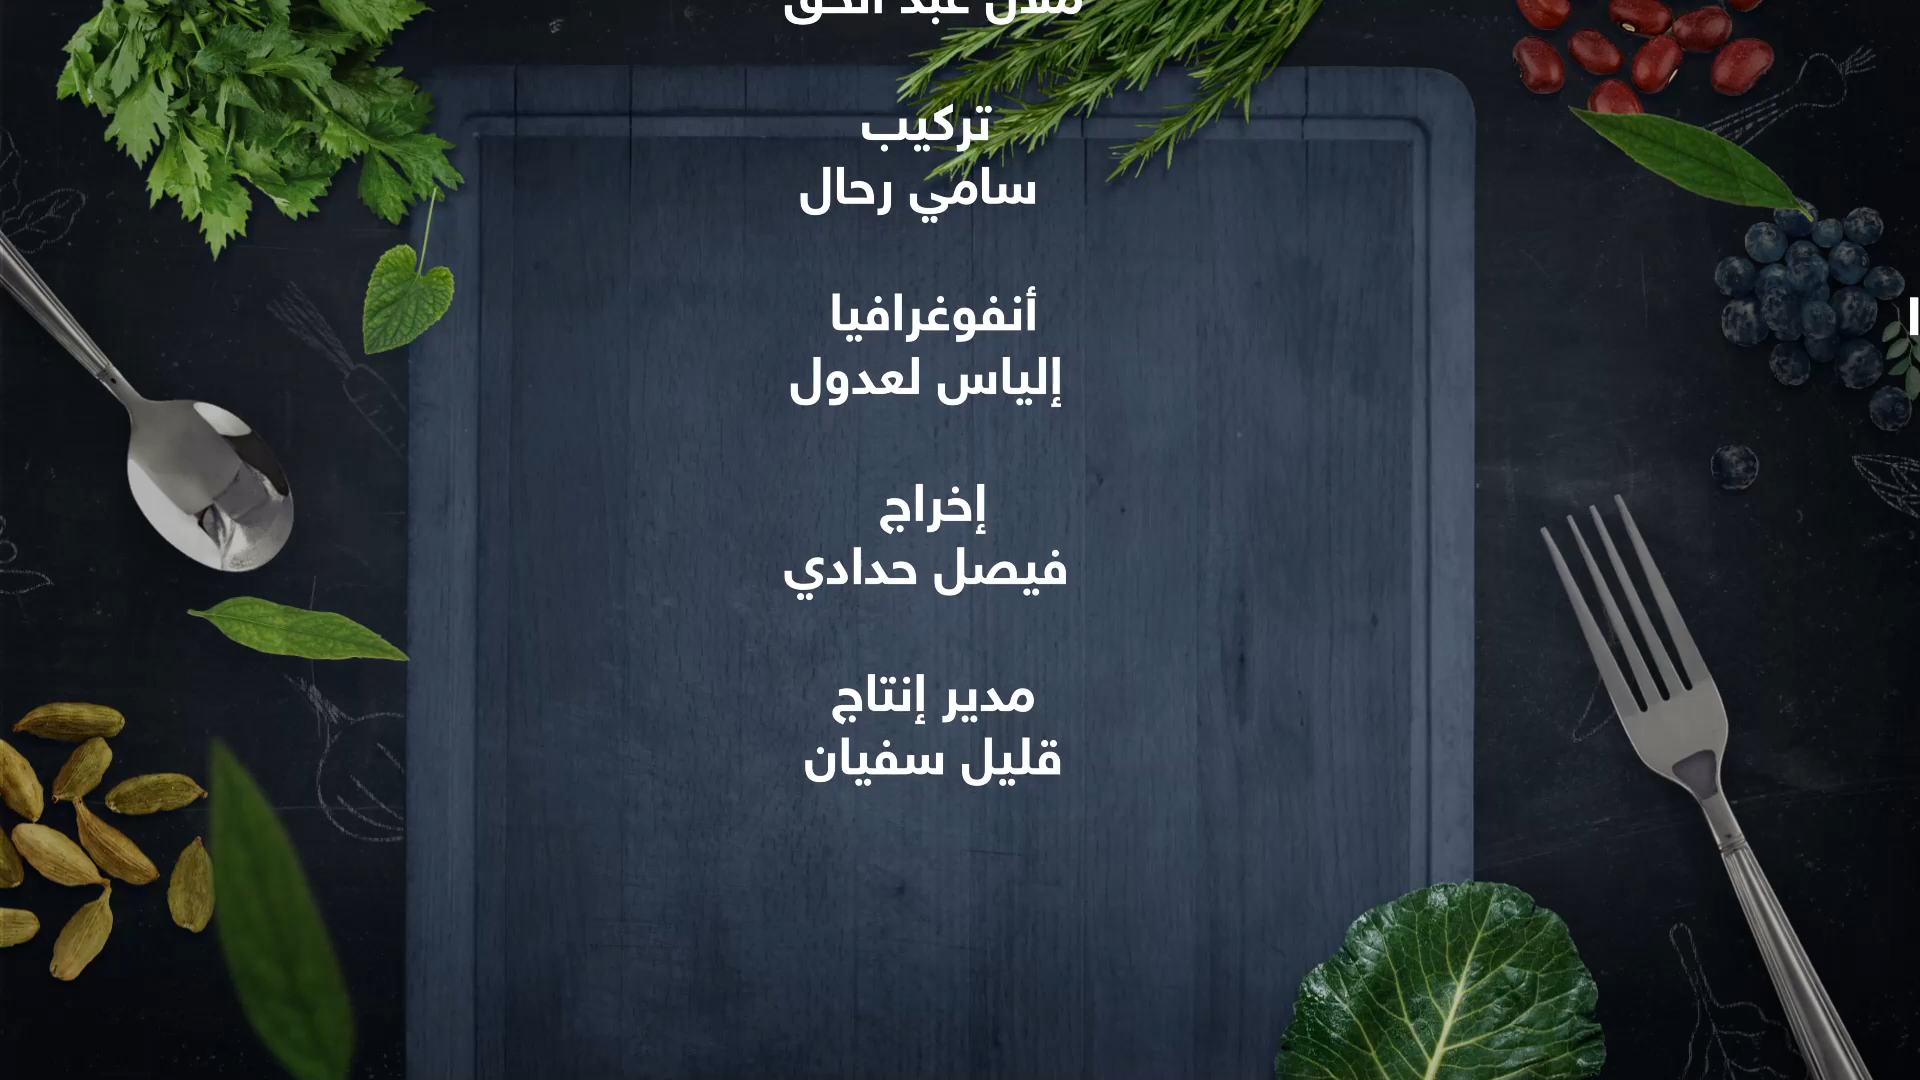 تركيب
سامي رحال
أنفوغرافيا
إلياس لعدول
إخراج
فيصل حدادي
مدير إنتاج
قليل سفيان